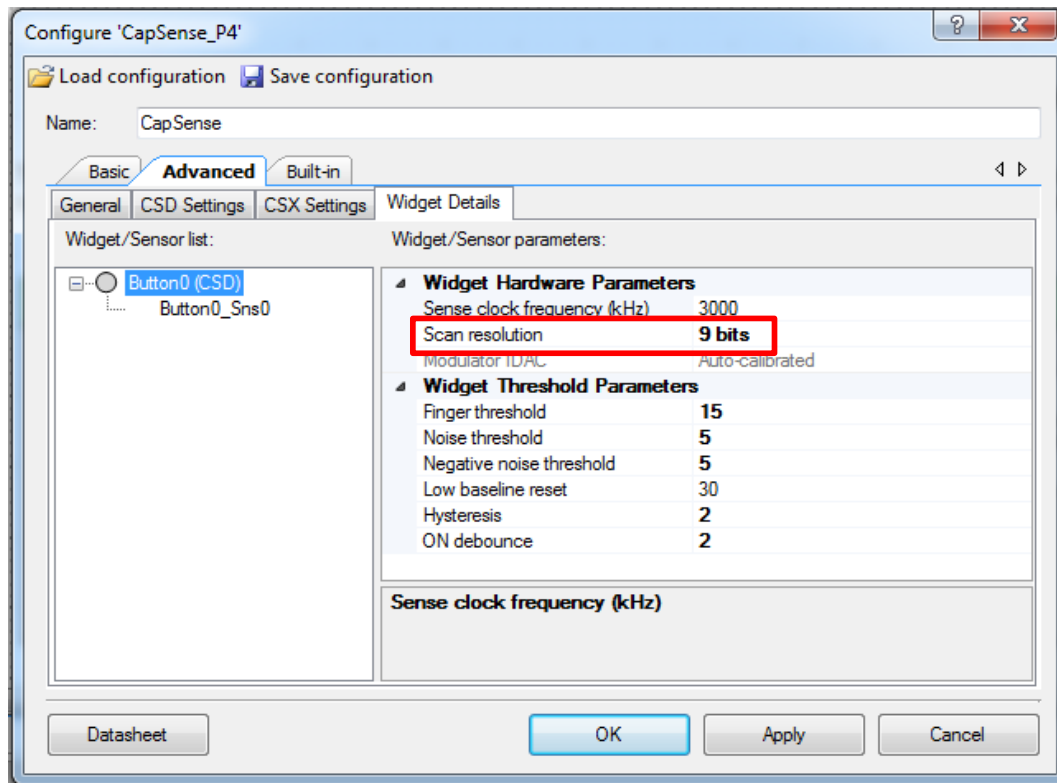 Configure 'CapSense_P4'
Load configuration Save configuration
Name: CapSense
Basic Advanced Built-in
General CSD Settings CSX Settings Widget Details
Widget/Sensor list: Widget/Sensor parameters:
Button0 (CSD)
Button0_Sns0
Widget Hardware Parameters
Sense clock frequency (kHz) 3000
Scan resolution 9 bits
Modulator IDAC Auto-calibrated
Widget Threshold Parameters
Finger threshold 15
Noise threshold 5
Negative noise threshold 5
Low baseline reset 30
Hysteresis 2
ON debounce 2
Sense clock frequency (kHz)
Datasheet OK Apply Cancel